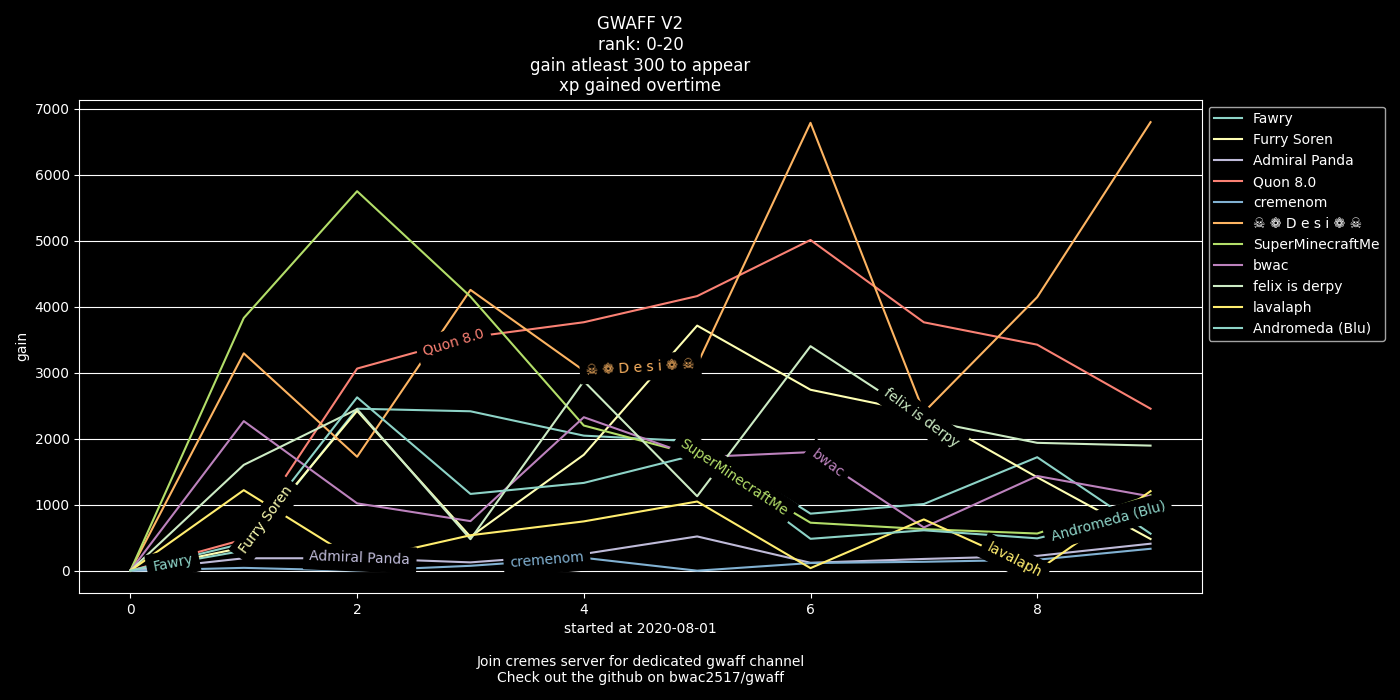 GWAFF V2
rank: 0-20
gain atleast 300 to appear
xp gained overtime
7000
6000
5000
4000
3000
2000
1000
0
gain
Fawry
Furry Soren
Admiral Panda
Quon 8.0
cremenom
☠ ❁ D e s i ❁ ☠
SuperMinecraftMe
bwac
felix is derpy
lavalaph
Andromeda (Blu)
0 2 4 6 8
started at 2020-08-01
Fawry
Furry Soren
Admiral Panda
Quon 8.0
cremenom
☠ ❁ D e s i ❁ ☠
SuperMinecraftMe
bwac
felix is derpy
lavalaph
Andromeda (Blu)
Join cremes server for dedicated gwaff channel
Check out the github on bwac2517/gwaff